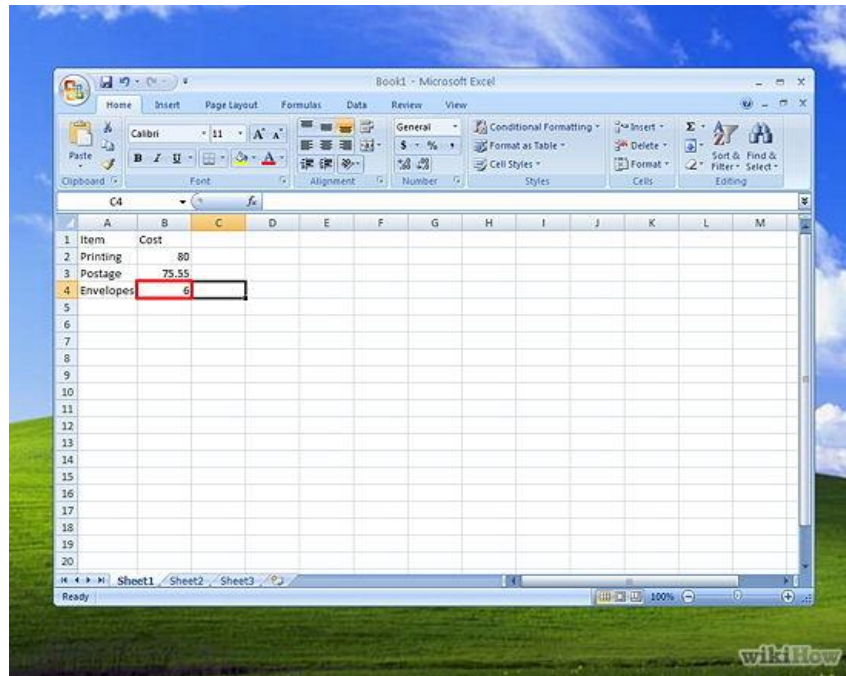 Book1 - Microsoft Excel
Home Insert Page Layout Formulas Data Review View
Paste
Calibri 11 A A
B I U A
General
$ % ,
Conditional Formatting
Format as Table
Cell Styles
Insert
Delete
Format
Σ
Sort & Filter
Find & Select
Clipboard Font Alignment Number Styles Cells Editing
C4 fx
A B C D E F G H I J K L M
1 Item Cost
2 Printing 80
3 Postage 75.55
4 Envelopes 6
5
6
7
8
9
10
11
12
13
14
15
16
17
18
19
20
Sheet1 Sheet2 Sheet3
Ready 100%
wikiHow